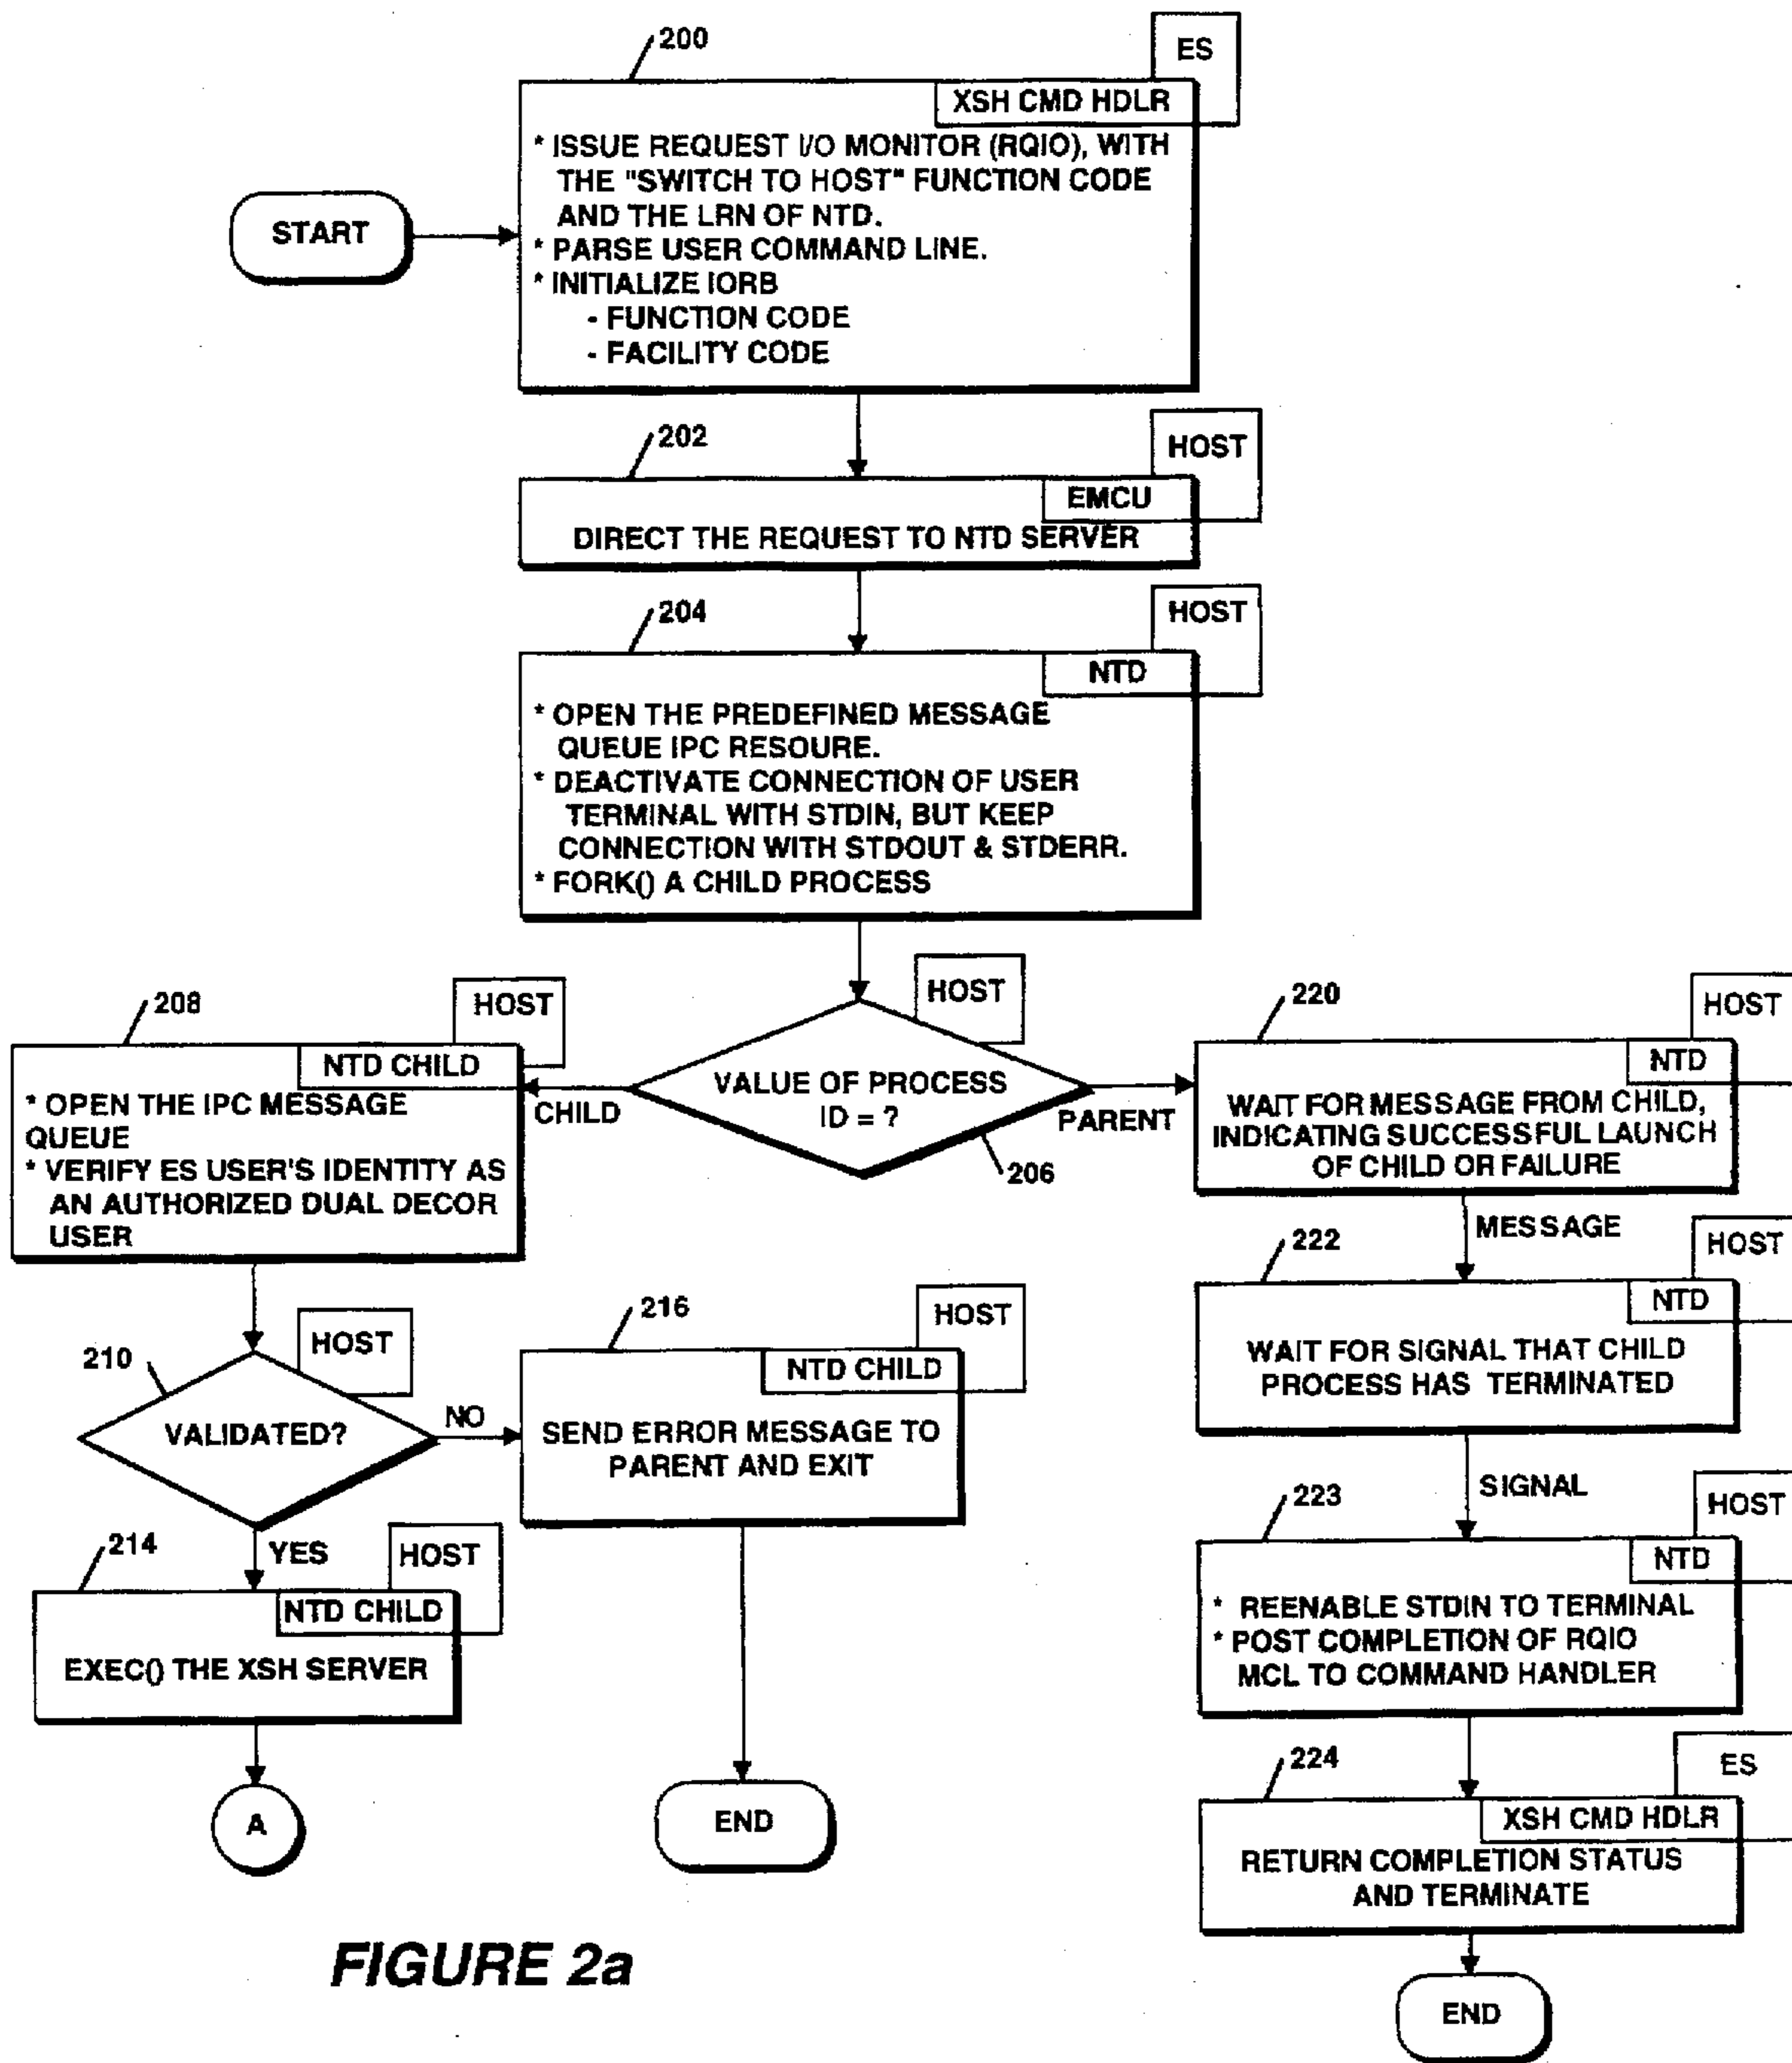 200
ES
XSH CMD HDLR
* ISSUE REQUEST I/O MONITOR (RQIO), WITH
THE "SWITCH TO HOST" FUNCTION CODE
AND THE LRN OF NTD.
* PARSE USER COMMAND LINE.
* INITIALIZE IORB
- FUNCTION CODE
- FACILITY CODE
START
202
HOST
EMCU
DIRECT THE REQUEST TO NTD SERVER
204
HOST
NTD
* OPEN THE PREDEFINED MESSAGE
QUEUE IPC RESOURE.
* DEACTIVATE CONNECTION OF USER
TERMINAL WITH STDIN, BUT KEEP
CONNECTION WITH STDOUT & STDERR.
* FORK() A CHILD PROCESS
HOST
VALUE OF PROCESS
ID = ?
206
CHILD
PARENT
208
HOST
NTD CHILD
* OPEN THE IPC MESSAGE
QUEUE
* VERIFY ES USER'S IDENTITY AS
AN AUTHORIZED DUAL DECOR
USER
210
HOST
VALIDATED?
NO
YES
216
HOST
NTD CHILD
SEND ERROR MESSAGE TO
PARENT AND EXIT
END
214
HOST
NTD CHILD
EXEC() THE XSH SERVER
A
220
HOST
NTD
WAIT FOR MESSAGE FROM CHILD,
INDICATING SUCCESSFUL LAUNCH
OF CHILD OR FAILURE
MESSAGE
222
HOST
NTD
WAIT FOR SIGNAL THAT CHILD
PROCESS HAS TERMINATED
SIGNAL
223
HOST
NTD
* REENABLE STDIN TO TERMINAL
* POST COMPLETION OF RQIO
MCL TO COMMAND HANDLER
224
ES
XSH CMD HDLR
RETURN COMPLETION STATUS
AND TERMINATE
END
FIGURE 2a